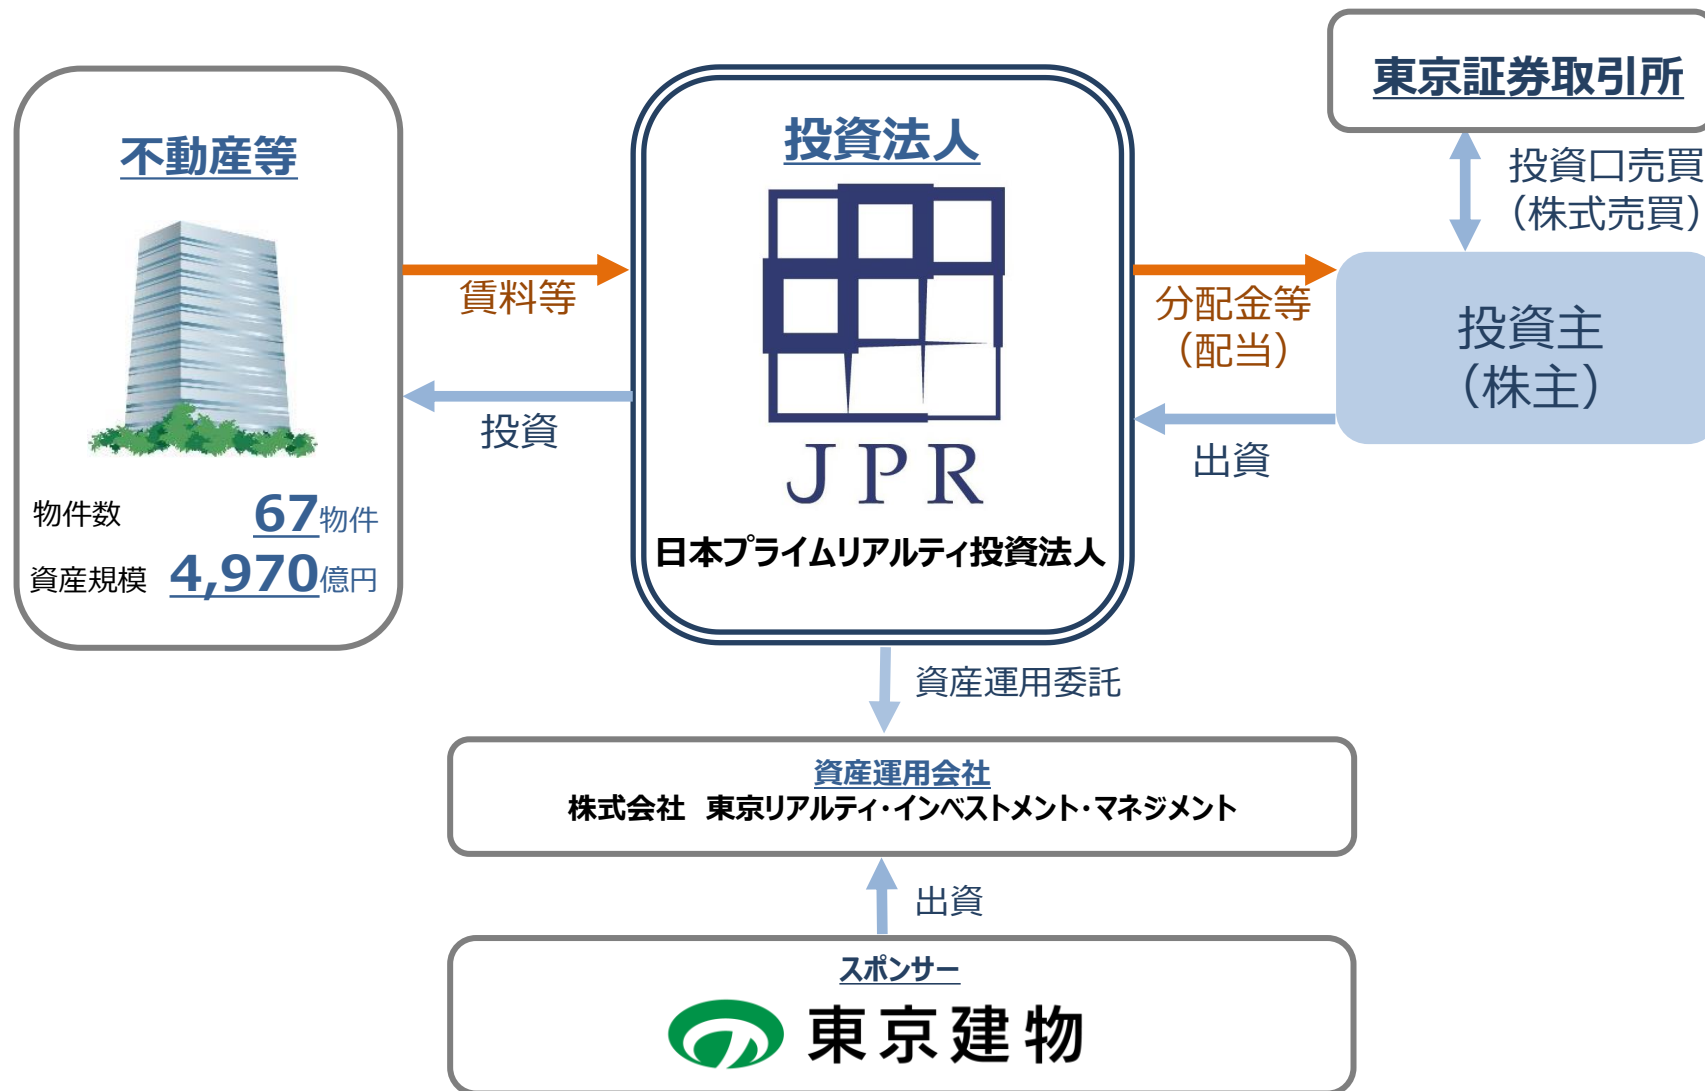 東京証券取引所
投資口売買
（株式売買）
不動産等
物件数 67物件
資産規模 4,970億円
賃料等
投資
投資法人
JPR
日本プライムリアルティ投資法人
分配金等
（配当）
出資
投資主
（株主）
資産運用委託
資産運用会社
株式会社　東京リアルティ・インベストメント・マネジメント
出資
スポンサー
東京建物